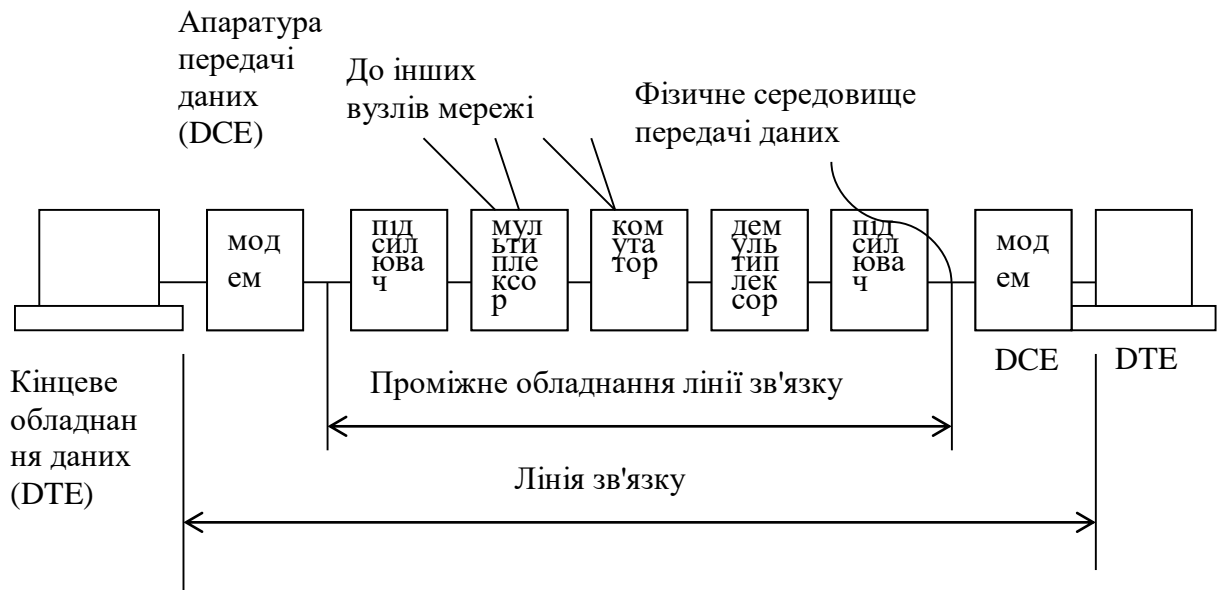 Апаратура
передачі
даних
(DCE)
До інших
вузлів мережі
Фізичне середовище
передачі даних
мод
ем
під
силь
юва
ч
мул
ьти
пле
ксо
р
ком
ута
тор
дем
уль
тип
лек
сор
під
сил
юва
ч
мод
ем
DCE
DTE
Кінцеве
обладнан
ня даних
(DTE)
Проміжне обладнання лінії зв'язку
Лінія зв'язку